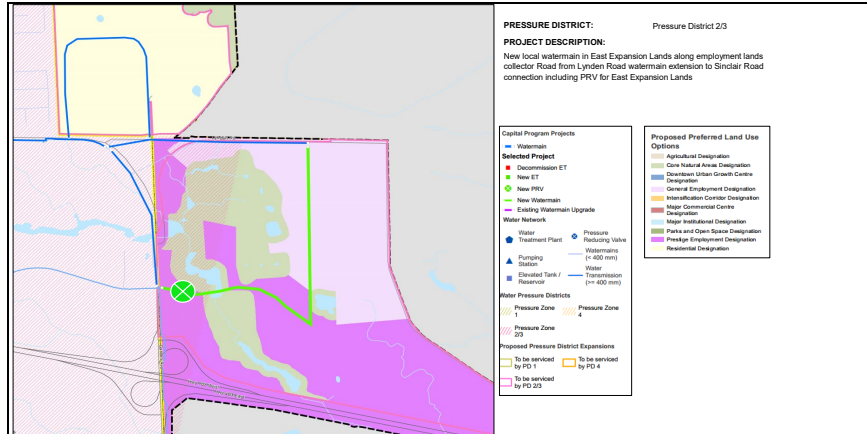 PRESSURE DISTRICT: Pressure District 2/3
PROJECT DESCRIPTION:
New local watermain in East Expansion Lands along employment lands
collector Road from Lynden Road watermain extension to Sinclair Road
connection including PRV for East Expansion Lands
Capital Program Projects
Watermain
Selected Project
Decommission ET
New ET
New PRV
New Watermain
Existing Watermain Upgrade
Water Network
Water
Treatment Plant
Pumping
Station
Elevated Tank /
Reservoir
Pressure
Reducing Valve
Watermains
(< 400 mm)
Water
Transmission
(>= 400 mm)
Water Pressure Districts
Pressure Zone
1
Pressure Zone
4
Pressure Zone
2/3
Proposed Pressure District Expansions
To be serviced
by PD 1
To be serviced
by PD 4
To be serviced
by PD 2/3
Proposed Preferred Land Use
Options
Agricultural Designation
Core Natural Areas Designation
Downtown Urban Growth Centre
Designation
General Employment Designation
Intensification Corridor Designation
Major Commercial Centre
Designation
Major Institutional Designation
Parks and Open Space Designation
Prestige Employment Designation
Residential Designation